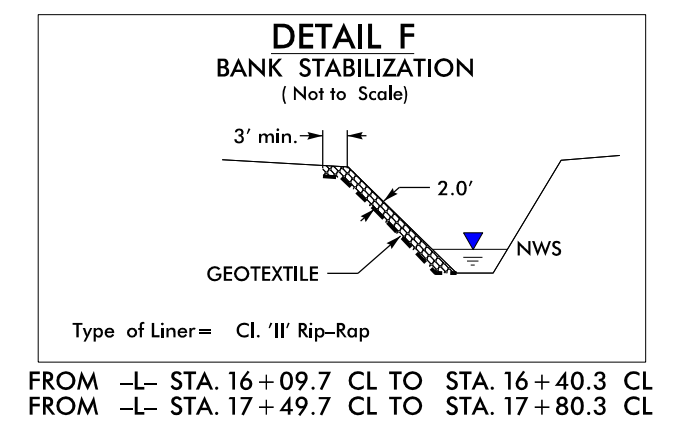 DETAIL F
BANK STABILIZATION
( Not to Scale)
3' min.
2.0'
NWS
GEOTEXTILE
Type of Liner= Cl. 'II' Rip-Rap
FROM -L- STA. 16+09.7 CL TO STA. 16+40.3 CL
FROM -L- STA. 17+49.7 CL TO STA. 17+80.3 CL